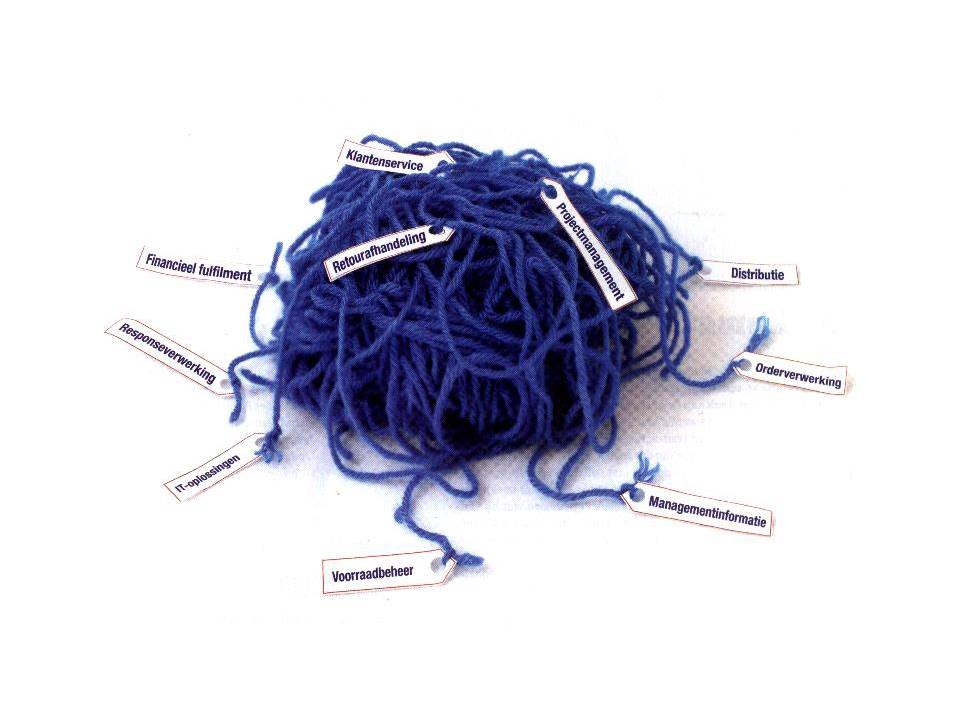 Klantenservice
Projectmanagement
Retourafhandeling
Financieel fulfilment
Distributie
Responseverwerking
Orderverwerking
IT-oplossingen
Managementinformatie
Voorraadbeheer